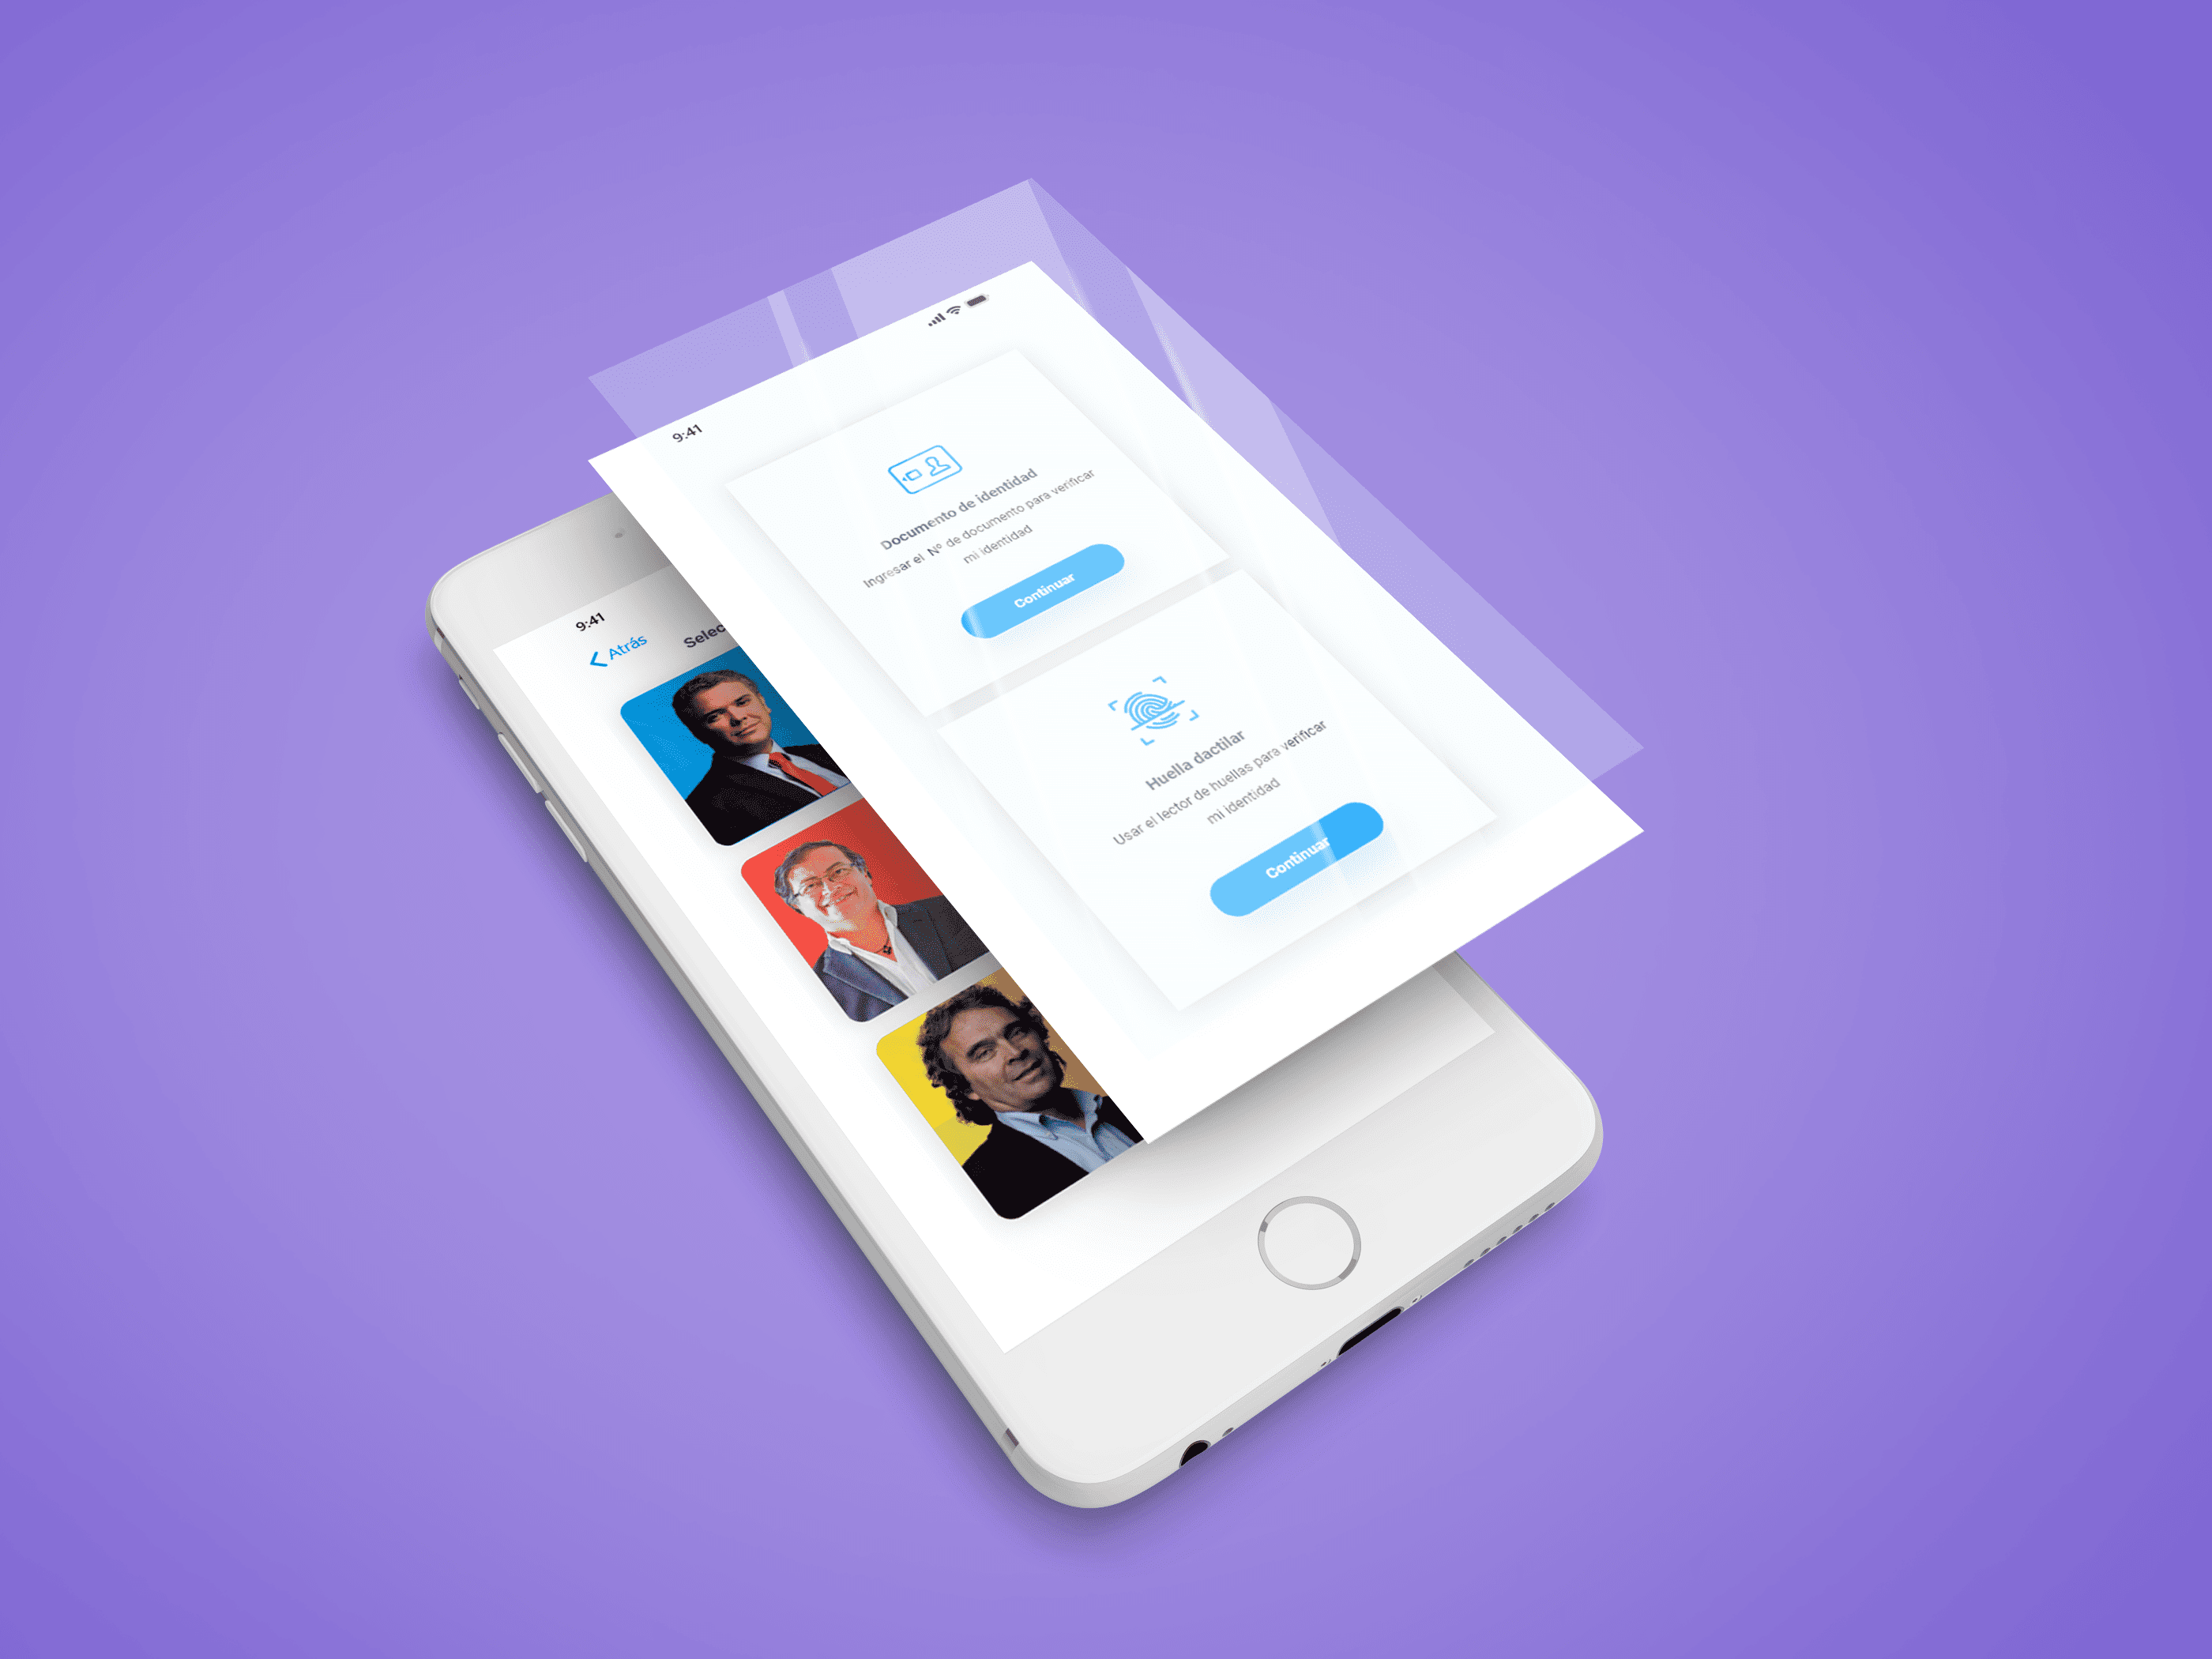 9:41
Documento de identidad
Ingresar el Nº de documento para verificar
mi identidad
Continuar
Huella dactilar
Usar el lector de huellas para verificar
mi identidad
Continuar
9:41
Atrás